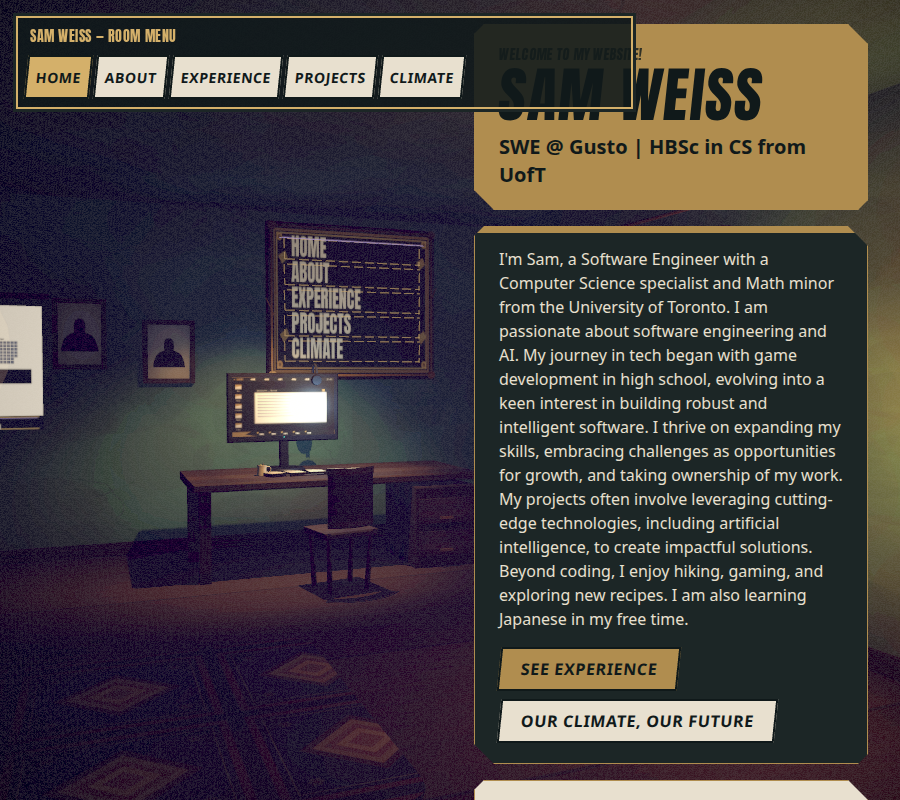 SAM WEISS — ROOM MENU
HOME
ABOUT
EXPERIENCE
PROJECTS
CLIMATE
WELCOME TO MY WEBSITE!
SAM WEISS
SWE @ Gusto | HBSc in CS from
UofT
HOME
ABOUT
EXPERIENCE
PROJECTS
CLIMATE
I'm Sam, a Software Engineer with a
Computer Science specialist and Math minor
from the University of Toronto. I am
passionate about software engineering and
AI. My journey in tech began with game
development in high school, evolving into a
keen interest in building robust and
intelligent software. I thrive on expanding my
skills, embracing challenges as opportunities
for growth, and taking ownership of my work.
My projects often involve leveraging cutting-
edge technologies, including artificial
intelligence, to create impactful solutions.
Beyond coding, I enjoy hiking, gaming, and
exploring new recipes. I am also learning
Japanese in my free time.
SEE EXPERIENCE
OUR CLIMATE, OUR FUTURE